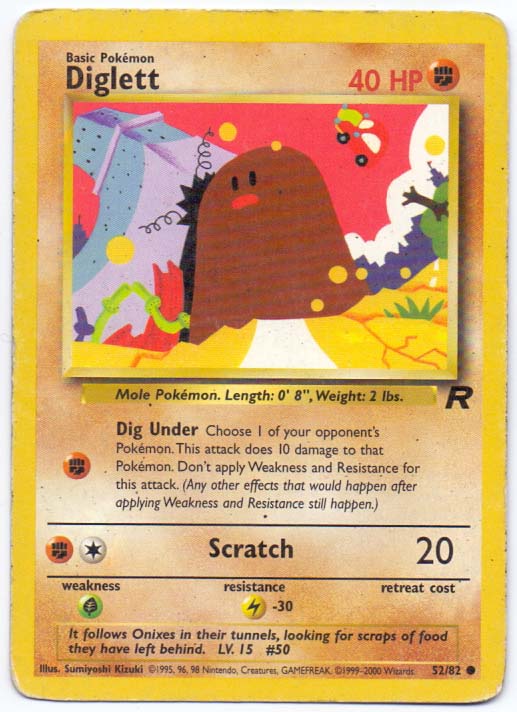 Basic Pokémon
Diglett
40 HP
Mole Pokémon. Length: 0' 8", Weight: 2 lbs.
R
Dig Under Choose 1 of your opponent's
Pokémon. This attack does 10 damage to that
Pokémon. Don't apply Weakness and Resistance for
this attack. (Any other effects that would happen after
applying Weakness and Resistance still happen.)
Scratch 20
weakness resistance retreat cost
-30
It follows Onixes in their tunnels, looking for scraps of food
they have left behind. LV. 15 #50
Illus. Sumiyoshi Kizuki ©1995, 96, 98 Nintendo, Creatures, GAMEFREAK. ©1999-2000 Wizards. 52/82